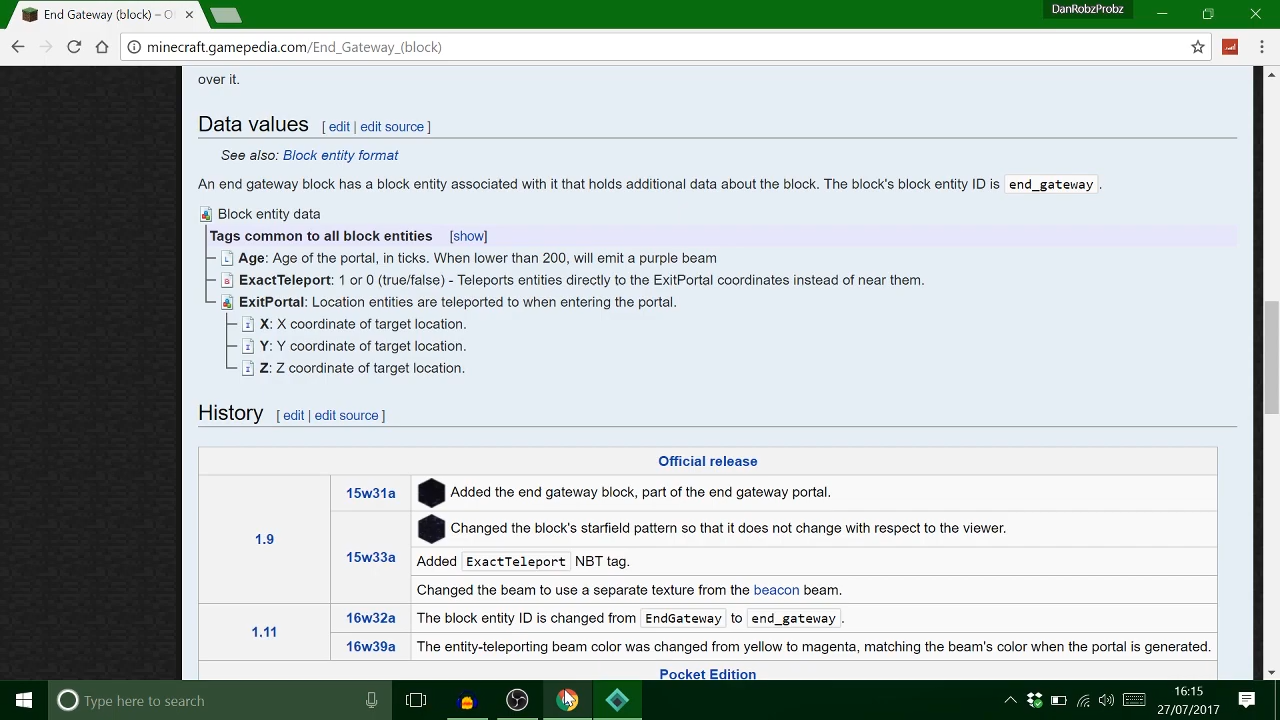 End Gateway (block) – O
DanRobzProbz
minecraft.gamepedia.com/End_Gateway_(block)
over it.
Data values [ edit | edit source ]
See also: Block entity format
An end gateway block has a block entity associated with it that holds additional data about the block. The block's block entity ID is end_gateway .
Block entity data
Tags common to all block entities [show]
Age: Age of the portal, in ticks. When lower than 200, will emit a purple beam
ExactTeleport: 1 or 0 (true/false) - Teleports entities directly to the ExitPortal coordinates instead of near them.
ExitPortal: Location entities are teleported to when entering the portal.
X: X coordinate of target location.
Y: Y coordinate of target location.
Z: Z coordinate of target location.
History [ edit | edit source ]
Official release
1.9
15w31a
Added the end gateway block, part of the end gateway portal.
15w33a
Changed the block's starfield pattern so that it does not change with respect to the viewer.
Added ExactTeleport NBT tag.
Changed the beam to use a separate texture from the beacon beam.
1.11
16w32a
The block entity ID is changed from EndGateway to end_gateway .
16w39a
The entity-teleporting beam color was changed from yellow to magenta, matching the beam's color when the portal is generated.
Pocket Edition
Type here to search
16:15
27/07/2017